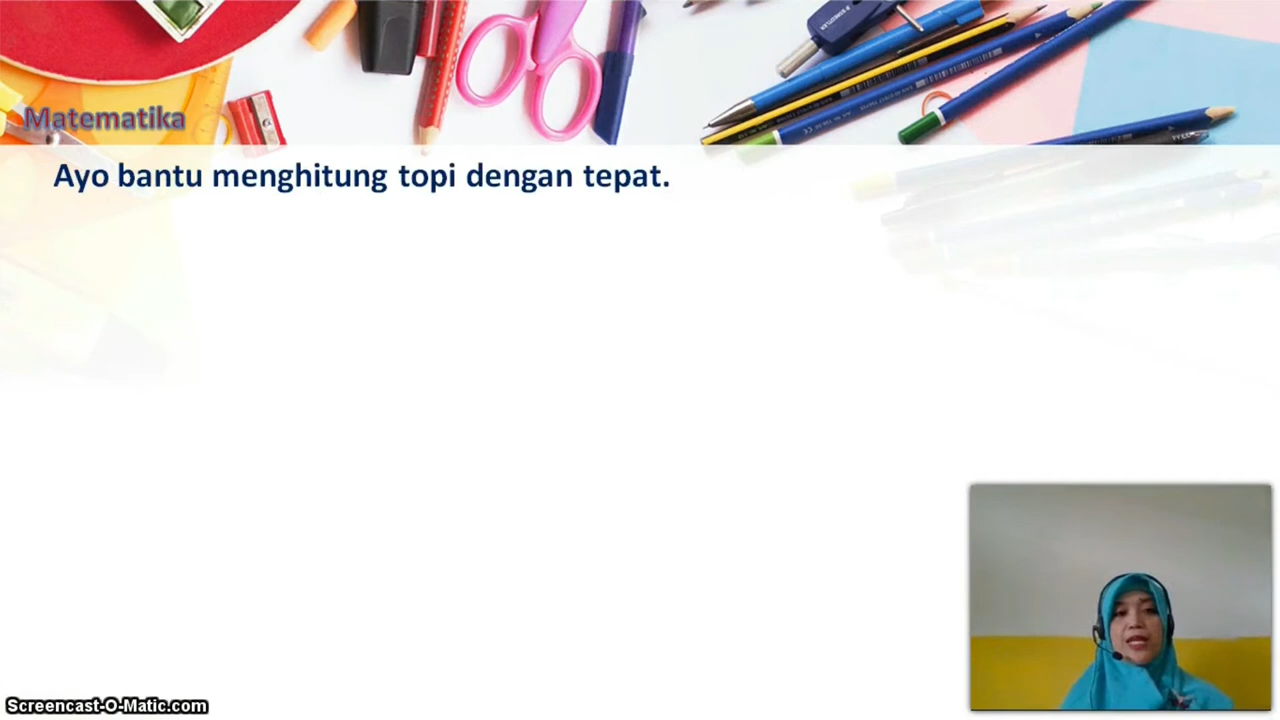 Matematika
Ayo bantu menghitung topi dengan tepat.
Screencast-O-Matic.com